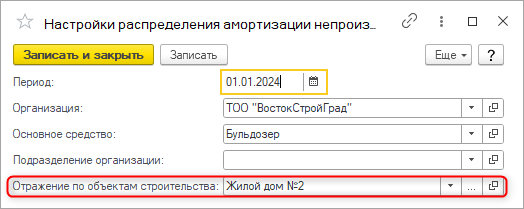 Настройки распределения амортизации непроиз...
Записать и закрыть Записать Еще ?
Период: 01.01.2024
Организация: ТОО "ВостокСтройГрад"
Основное средство: Бульдозер
Подразделение организации:
Отражение по объектам строительства: Жилой дом №2 ...